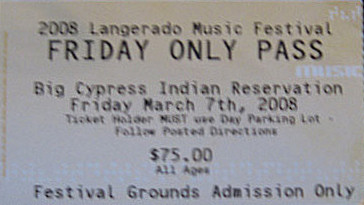 2008 Langerado Music Festival
FRIDAY ONLY PASS
music
Big Cypress Indian Reservation
Friday March 7th, 2008
Ticket Holder MUST use Day Parking Lot -
Follow Posted Directions
$75.00
All Ages
Festival Grounds Admission Only